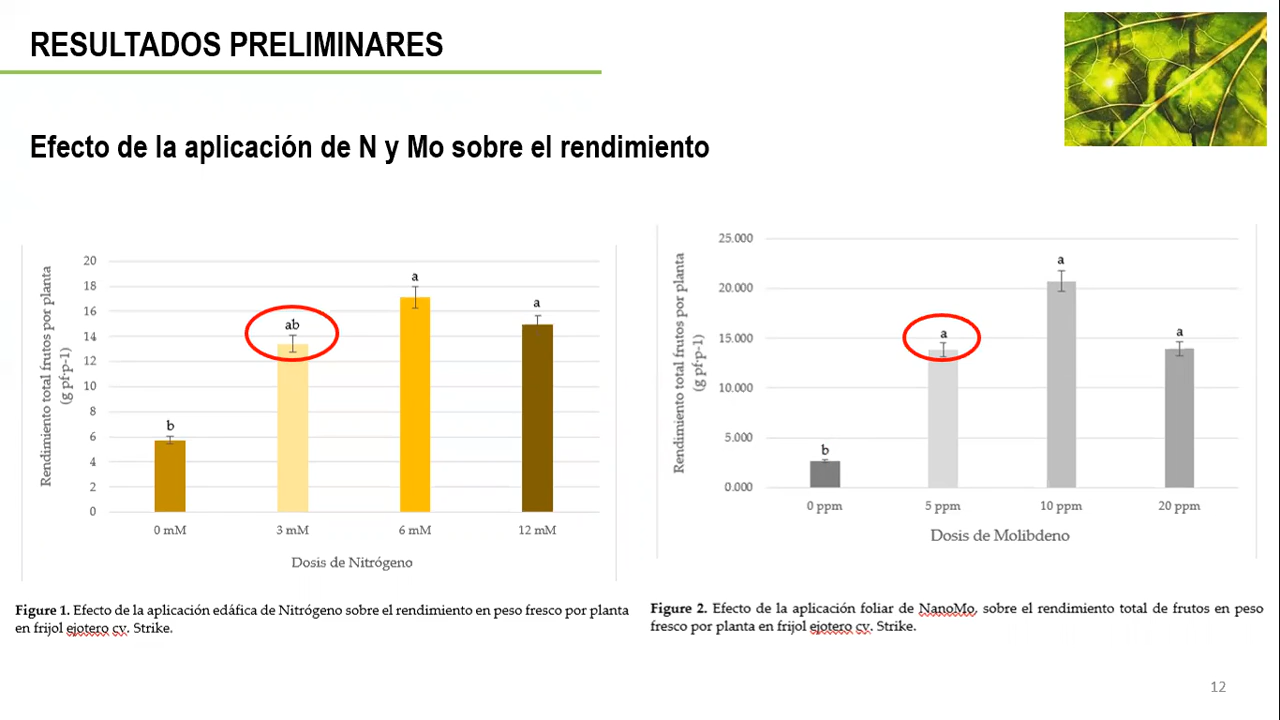 RESULTADOS PRELIMINARES
Efecto de la aplicación de N y Mo sobre el rendimiento
Rendimiento total frutos por planta
(g pf·p-1)
20
18
16
14
12
10
8
6
4
2
0
b
ab
a
a
0 mM
3 mM
6 mM
12 mM
Dosis de Nitrógeno
Figure 1. Efecto de la aplicación edáfica de Nitrógeno sobre el rendimiento en peso fresco por planta
en frijol ejotero cv. Strike.
Rendimiento total frutos por planta
(g pf·p-1)
25.000
20.000
15.000
10.000
5.000
0.000
b
a
a
a
0 ppm
5 ppm
10 ppm
20 ppm
Dosis de Molibdeno
Figure 2. Efecto de la aplicación foliar de NanoMo, sobre el rendimiento total de frutos en peso
fresco por planta en frijol ejotero cv. Strike.
12